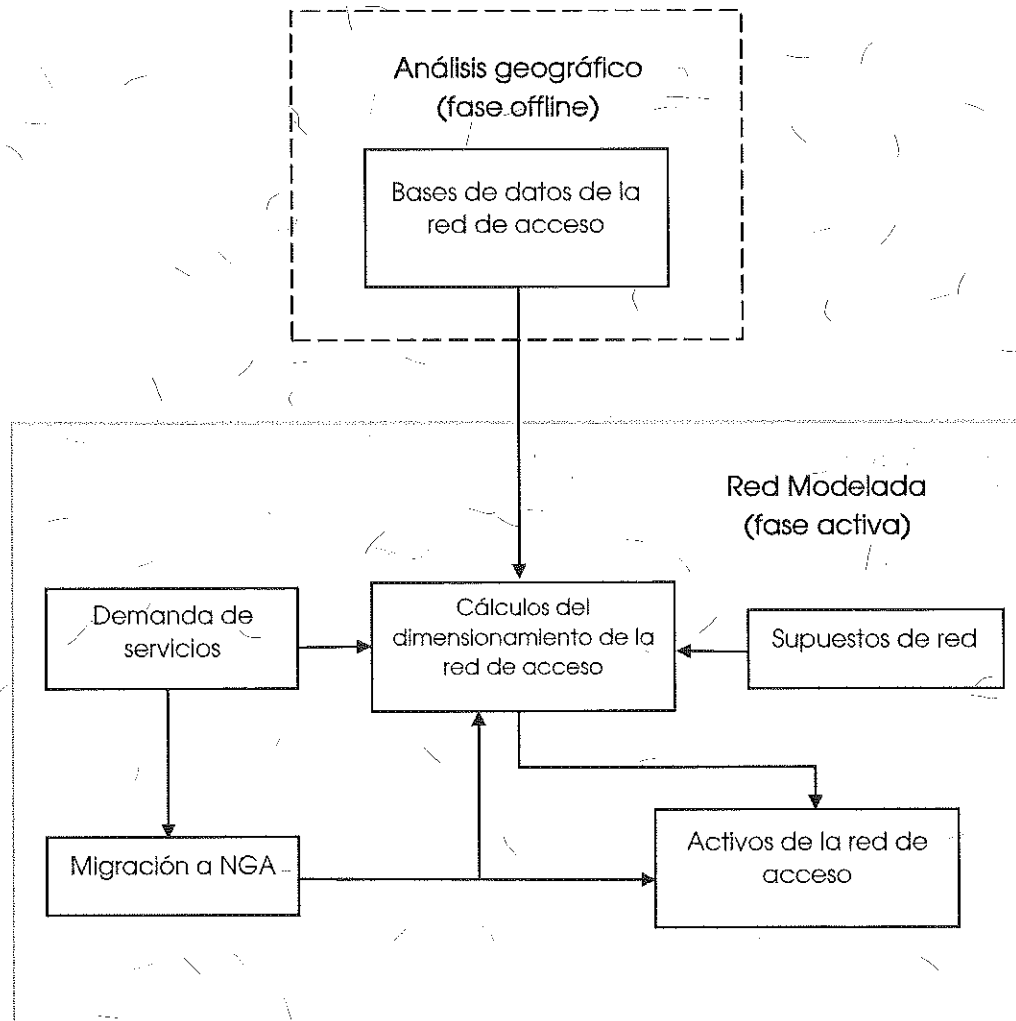 Análisis geográfico
(fase offline)
Bases de datos de la
red de acceso
Red Modelada
(fase activa)
Demanda de
servicios
Cálculos del
dimensionamiento de la
red de acceso
Supuestos de red
Migración a NGA
Activos de la red de
acceso